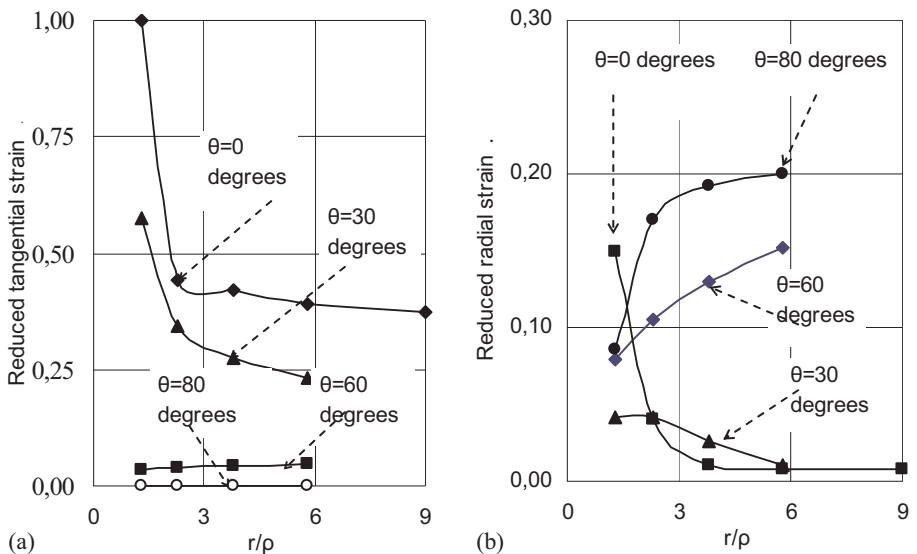 1,00
0,75
0,50
0,25
0,00
0
3
6
9
Reduced tangential strain .
r/ρ
θ=0
degrees
θ=30
degrees
θ=80
degrees
θ=60
degrees
(a)
0,30
0,20
0,10
0,00
0
3
6
9
Reduced radial strain .
r/ρ
θ=0 degrees
θ=80 degrees
θ=60
degrees
θ=30
degrees
(b)